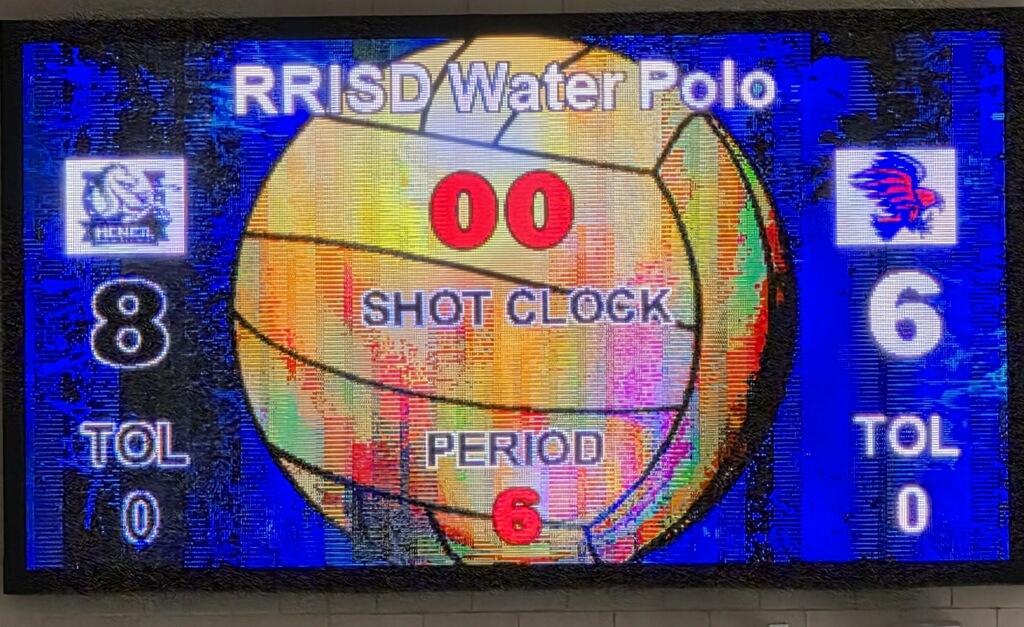 RRISD Water Polo
00
SHOT CLOCK
8
6
TOL
TOL
PERIOD
0
6
0